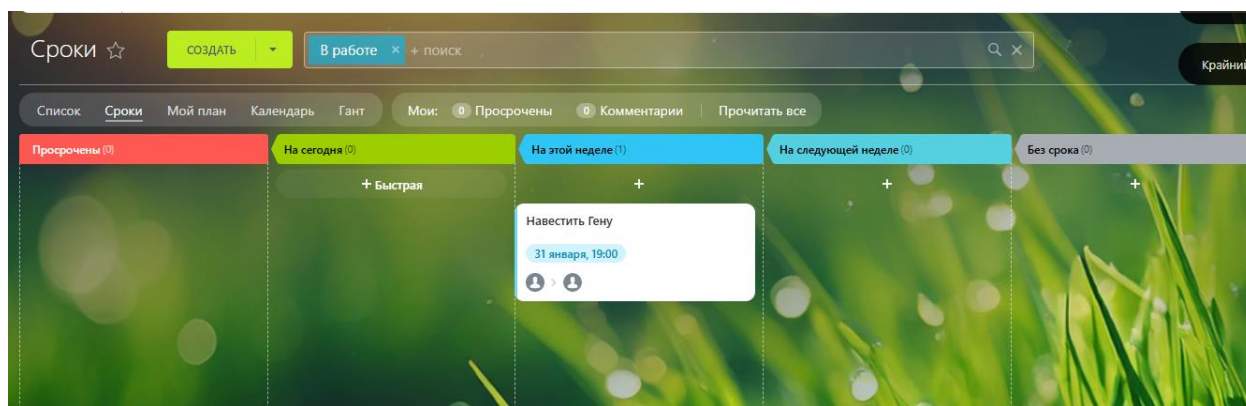 Сроки
СОЗДАТЬ
В работе × + поиск
Крайний
Список Сроки Мой план Календарь Гант
Мои: 0 Просрочены 0 Комментарии Прочитать все
Просрочены (0)
На сегодня (0)
На этой неделе (1)
На следующей неделе (0)
Без срока (0)
+ Быстрая
+
+
+
Навестить Гену
31 января, 19:00